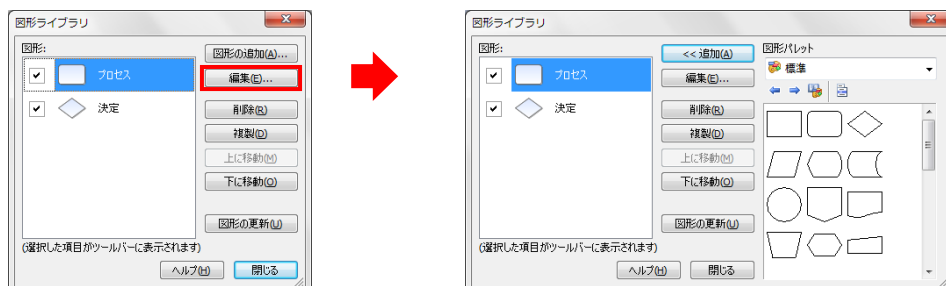 図形ライブラリ
図形:
図形の追加(A)...
プロセス
編集(E)...
決定
削除(R)
複製(D)
上に移動(M)
下に移動(O)
図形の更新(U)
(選択した項目がツールバーに表示されます)
ヘルプ(H)
閉じる
図形ライブラリ
図形:
<< 追加(A)
プロセス
編集(E)...
決定
削除(R)
複製(D)
上に移動(M)
下に移動(O)
図形の更新(U)
(選択した項目がツールバーに表示されます)
ヘルプ(H)
閉じる
図形パレット
標準